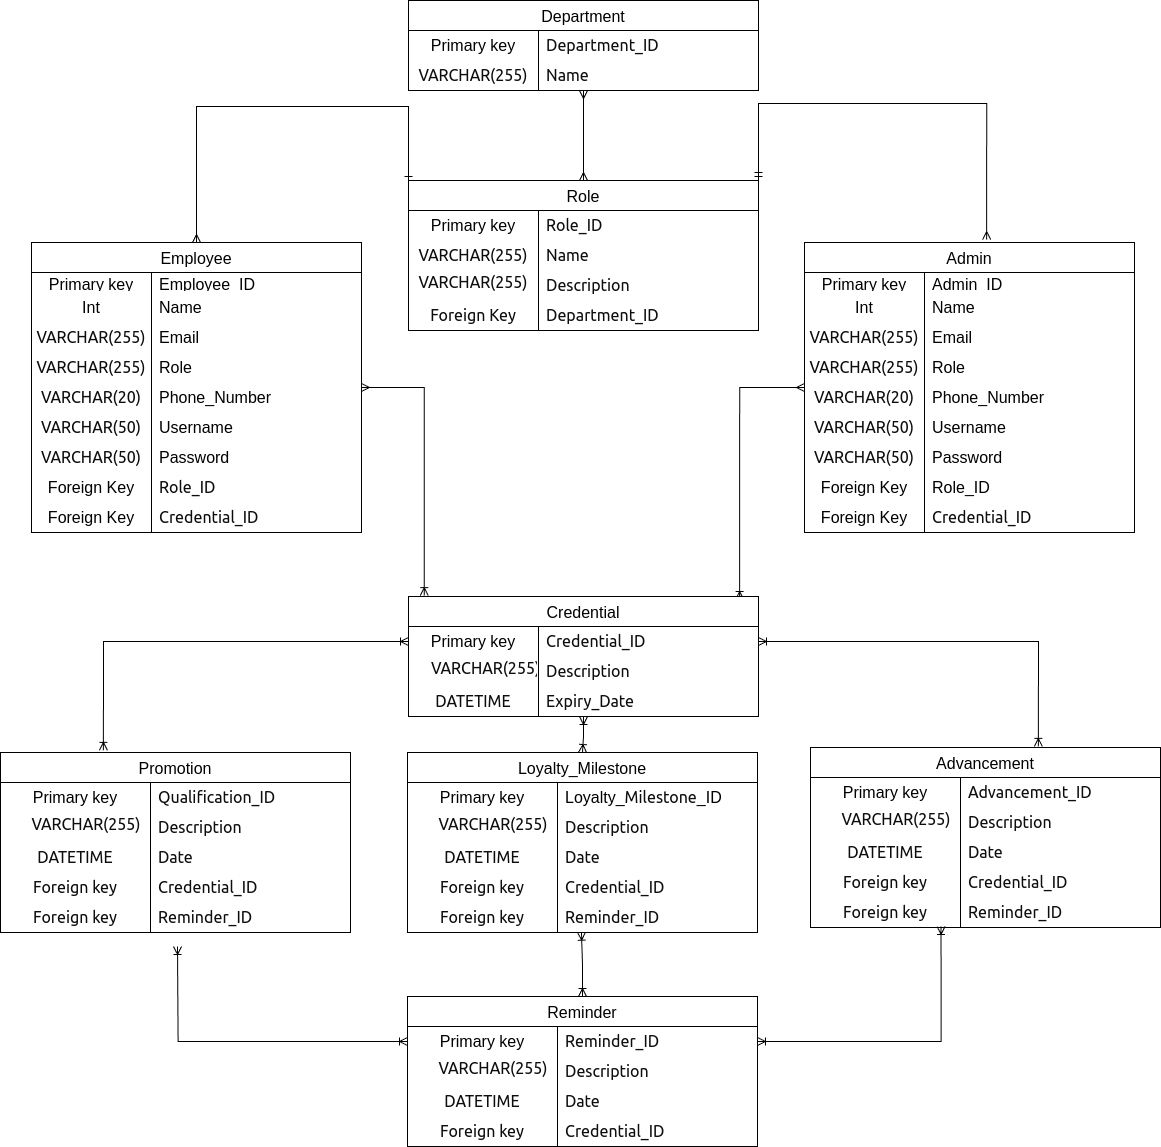 Department
Primary key Department_ID
VARCHAR(255) Name
Role
Primary key Role_ID
VARCHAR(255) Name
VARCHAR(255) Description
Foreign Key Department_ID
Employee
Primary key Employee_ID
Int Name
VARCHAR(255) Email
VARCHAR(255) Role
VARCHAR(20) Phone_Number
VARCHAR(50) Username
VARCHAR(50) Password
Foreign Key Role_ID
Foreign Key Credential_ID
Admin
Primary key Admin_ID
Int Name
VARCHAR(255) Email
VARCHAR(255) Role
VARCHAR(20) Phone_Number
VARCHAR(50) Username
VARCHAR(50) Password
Foreign Key Role_ID
Foreign Key Credential_ID
Credential
Primary key Credential_ID
VARCHAR(255) Description
DATETIME Expiry_Date
Promotion
Primary key Qualification_ID
VARCHAR(255) Description
DATETIME Date
Foreign key Credential_ID
Foreign key Reminder_ID
Loyalty_Milestone
Primary key Loyalty_Milestone_ID
VARCHAR(255) Description
DATETIME Date
Foreign key Credential_ID
Foreign key Reminder_ID
Advancement
Primary key Advancement_ID
VARCHAR(255) Description
DATETIME Date
Foreign key Credential_ID
Foreign key Reminder_ID
Reminder
Primary key Reminder_ID
VARCHAR(255) Description
DATETIME Date
Foreign key Credential_ID